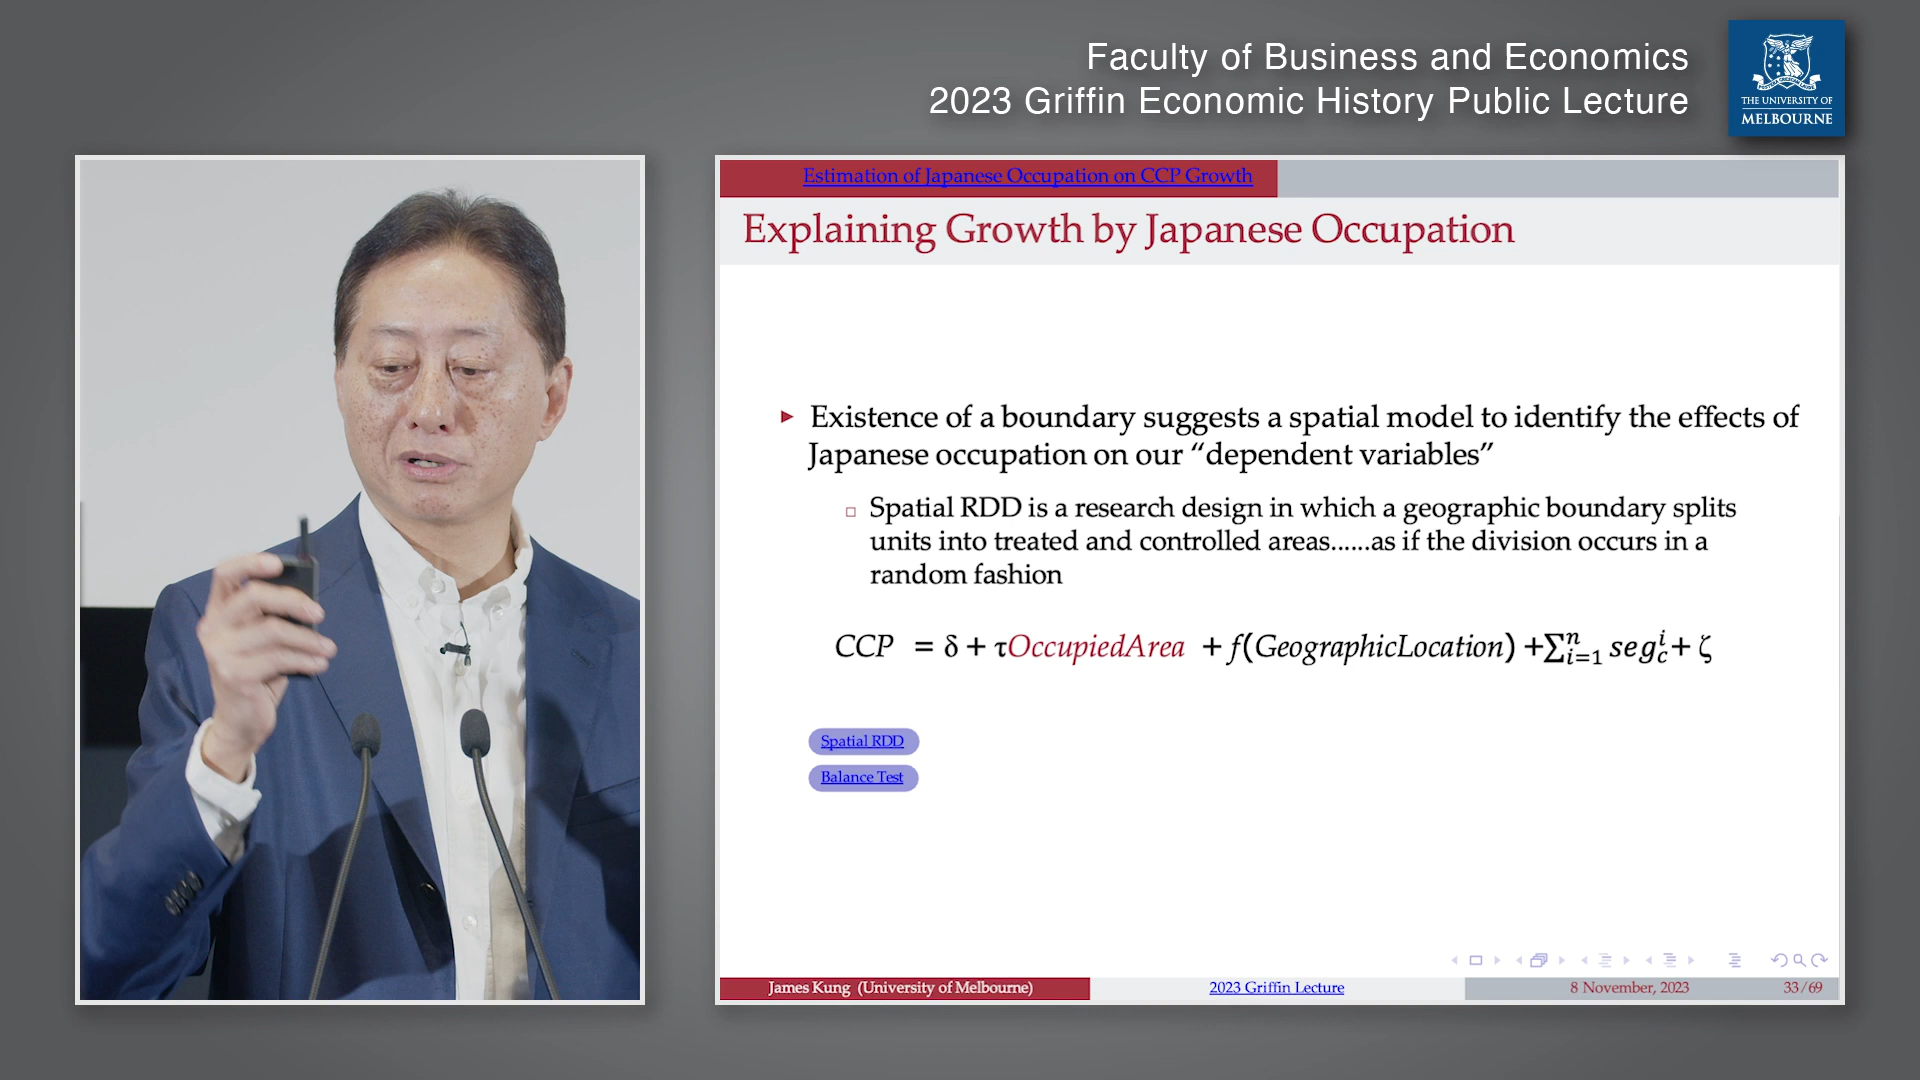 Faculty of Business and Economics
2023 Griffin Economic History Public Lecture
THE UNIVERSITY OF
MELBOURNE
Estimation of Japanese Occupation on CCP Growth
Explaining Growth by Japanese Occupation
Existence of a boundary suggests a spatial model to identify the effects of
Japanese occupation on our “dependent variables”
Spatial RDD is a research design in which a geographic boundary splits
units into treated and controlled areas......as if the division occurs in a
random fashion
CCP = δ + τOccupiedArea + f(GeographicLocation) +∑ⁿᵢ₌₁ segⁱ_c + ζ
Spatial RDD
Balance Test
James Kung (University of Melbourne)
2023 Griffin Lecture
8 November, 2023
33/69